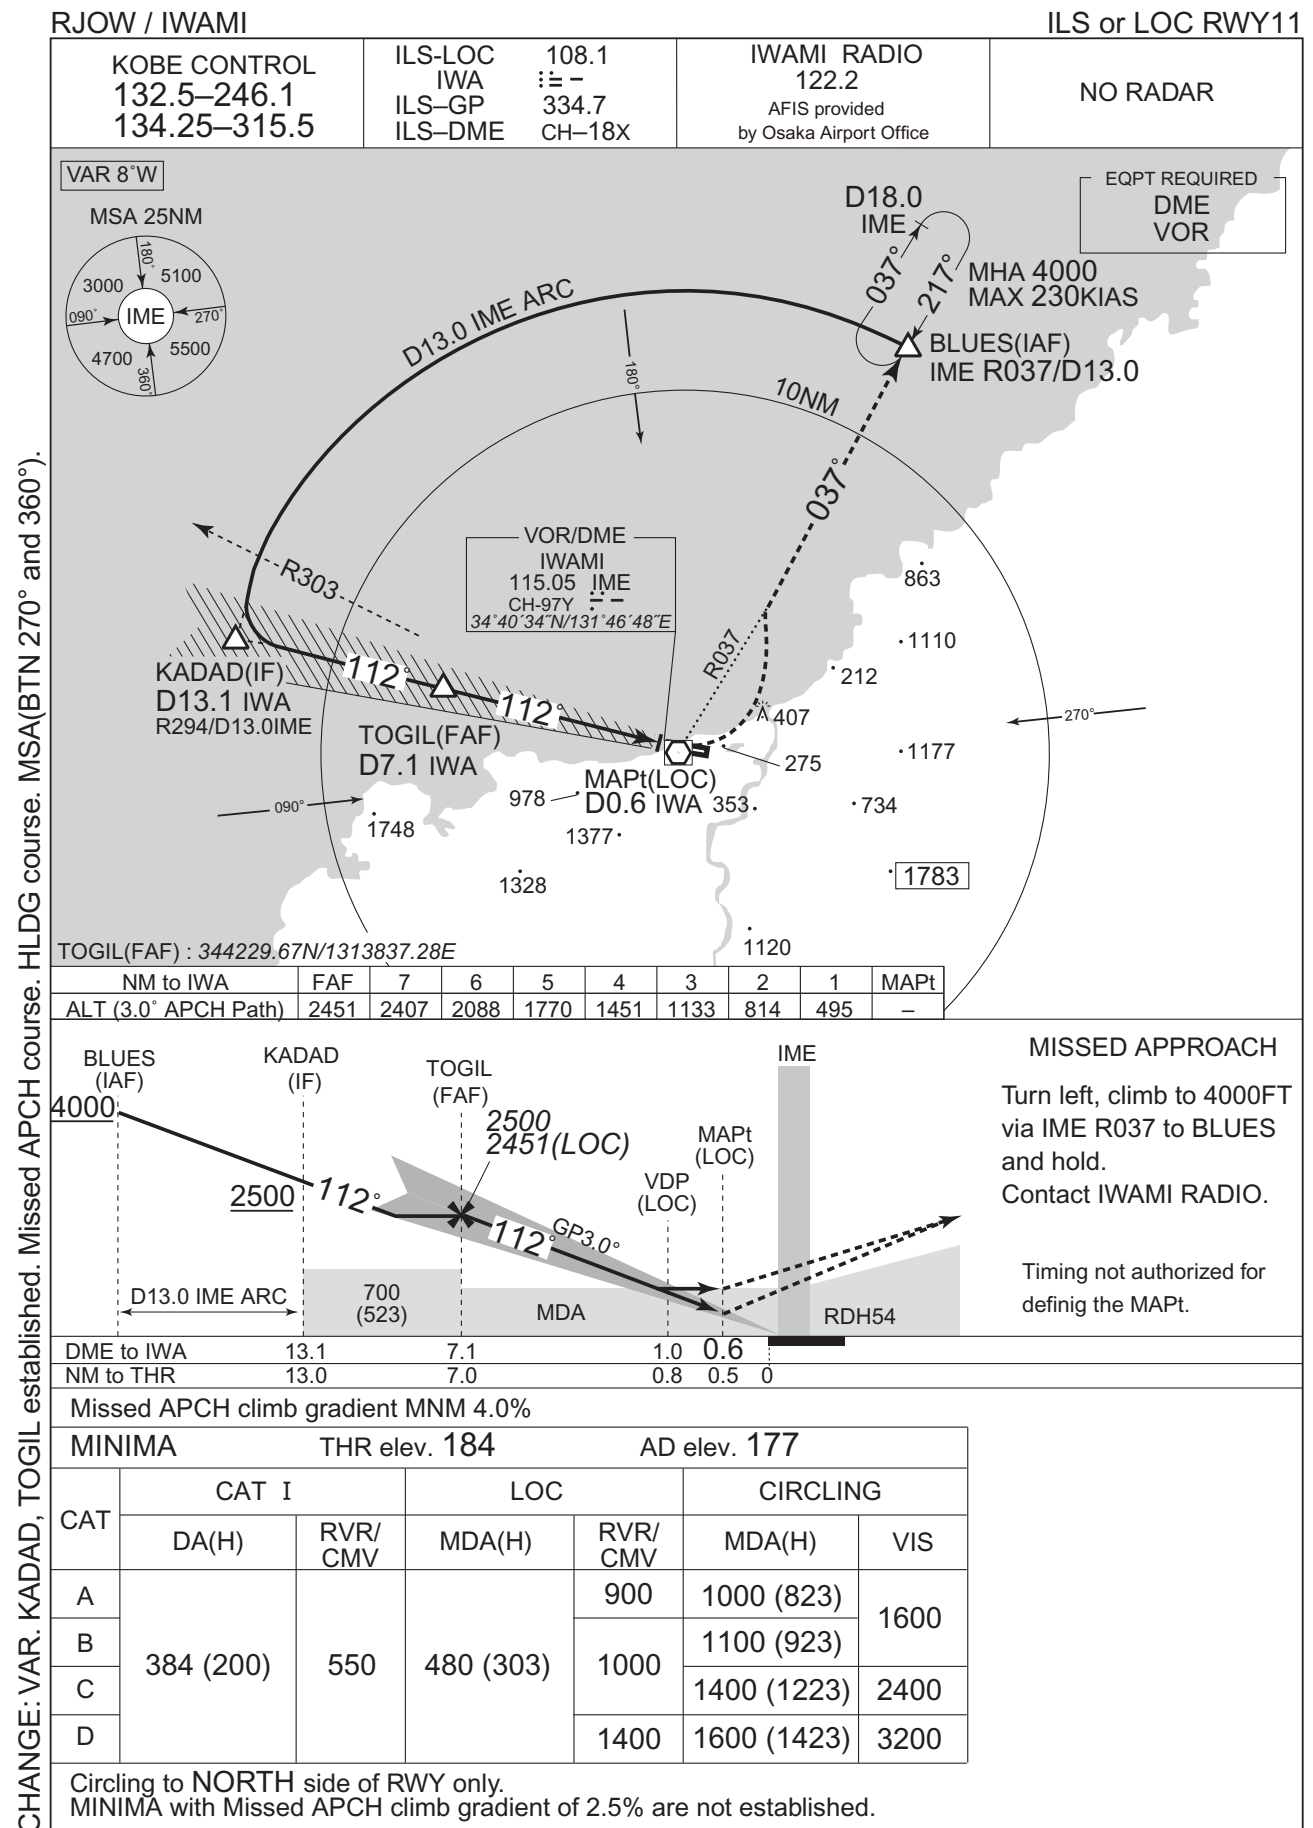 RJOW / IWAMI
ILS or LOC RWY11
KOBE CONTROL
132.5–246.1
134.25–315.5
ILS-LOC 108.1
IWA
ILS–GP 334.7
ILS–DME CH–18X
IWAMI RADIO
122.2
AFIS provided
by Osaka Airport Office
NO RADAR
VAR 8°W
MSA 25NM
180°
3000
5100
090°
IME
270°
4700
5500
360°
EQPT REQUIRED
DME
VOR
D18.0
IME
037°
217°
MHA 4000
MAX 230KIAS
BLUES(IAF)
IME R037/D13.0
D13.0 IME ARC
180°
10NM
037°
R303
VOR/DME
IWAMI
115.05 IME
CH-97Y
34°40´34˝N/131°46´48˝E
R037
863
1110
212
407
275
1177
734
353
1783
1120
270°
KADAD(IF)
D13.1 IWA
R294/D13.0IME
112°
112°
TOGIL(FAF)
D7.1 IWA
MAPt(LOC)
D0.6 IWA
090°
978
1748
1377
1328
TOGIL(FAF) : 344229.67N/1313837.28E
NM to IWA FAF 7 6 5 4 3 2 1 MAPt
ALT (3.0° APCH Path) 2451 2407 2088 1770 1451 1133 814 495 –
BLUES
(IAF)
KADAD
(IF)
TOGIL
(FAF)
IME
4000
2500
2500
2451(LOC)
MAPt
(LOC)
VDP
(LOC)
112°
112°
GP3.0°
D13.0 IME ARC
700
(523)
MDA
RDH54
MISSED APPROACH
Turn left, climb to 4000FT
via IME R037 to BLUES
and hold.
Contact IWAMI RADIO.
Timing not authorized for
definig the MAPt.
DME to IWA 13.1 7.1 1.0 0.6
NM to THR 13.0 7.0 0.8 0.5 0
Missed APCH climb gradient MNM 4.0%
MINIMA THR elev. 184 AD elev. 177
CAT
CAT I LOC CIRCLING
DA(H) RVR/CMV MDA(H) RVR/CMV MDA(H) VIS
A 900 1000 (823)
1600
B 1100 (923)
384 (200) 550 480 (303) 1000
C 1400 (1223) 2400
D 1400 1600 (1423) 3200
Circling to NORTH side of RWY only.
MINIMA with Missed APCH climb gradient of 2.5% are not established.
CHANGE: VAR. KADAD, TOGIL established. Missed APCH course. HLDG course. MSA(BTN 270° and 360°).